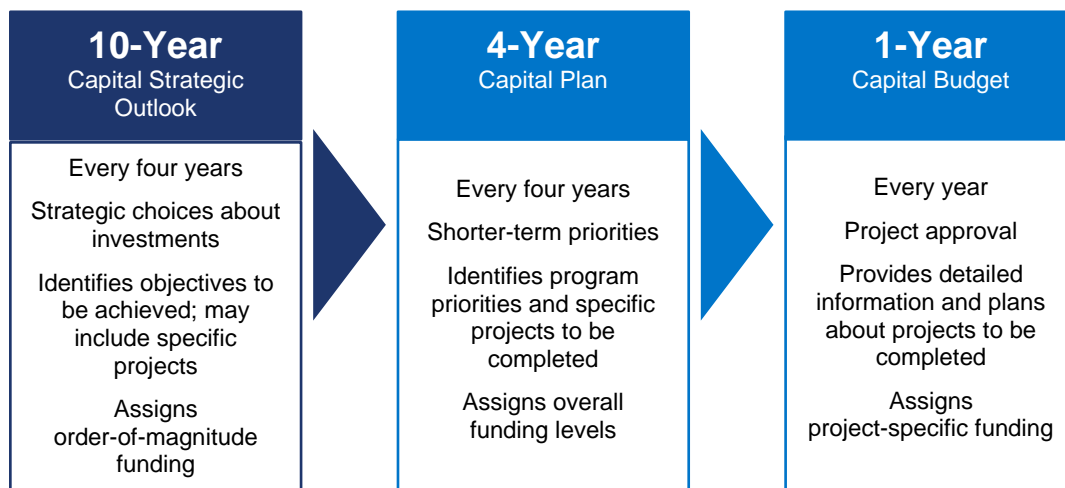 10-Year
Capital Strategic
Outlook
Every four years
Strategic choices about
investments
Identifies objectives to
be achieved; may
include specific
projects
Assigns
order-of-magnitude
funding
4-Year
Capital Plan
Every four years
Shorter-term priorities
Identifies program
priorities and specific
projects to be
completed
Assigns overall
funding levels
1-Year
Capital Budget
Every year
Project approval
Provides detailed
information and plans
about projects to be
completed
Assigns
project-specific funding